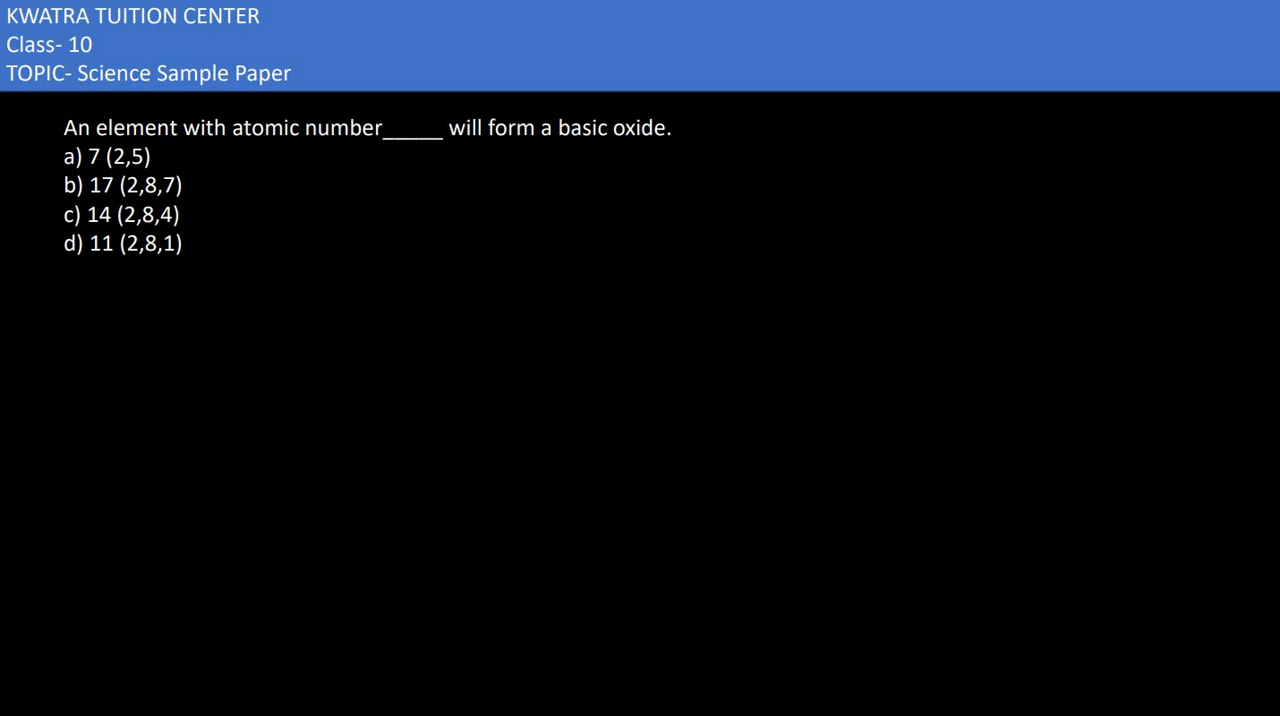 KWATRA TUITION CENTER
Class- 10
TOPIC- Science Sample Paper
An element with atomic number_____ will form a basic oxide.
a) 7 (2,5)
b) 17 (2,8,7)
c) 14 (2,8,4)
d) 11 (2,8,1)